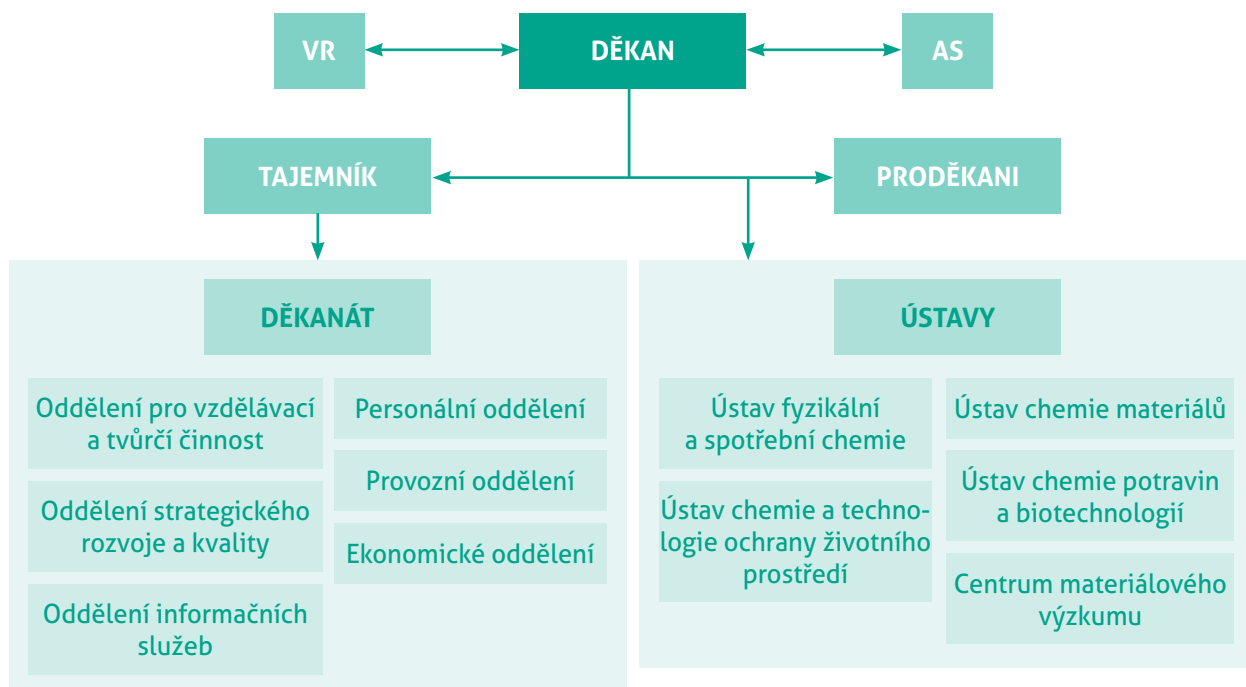 VR
DĚKAN
AS
TAJEMNÍK
PRODĚKANI
DĚKANÁT
Oddělení pro vzdělávací
a tvůrčí činnost
Oddělení strategického
rozvoje a kvality
Oddělení informačních
služeb
Personální oddělení
Provozní oddělení
Ekonomické oddělení
ÚSTAVY
Ústav fyzikální
a spotřební chemie
Ústav chemie a techno-
logie ochrany životního
prostředí
Ústav chemie materiálů
Ústav chemie potravin
a biotechnologií
Centrum materiálového
výzkumu